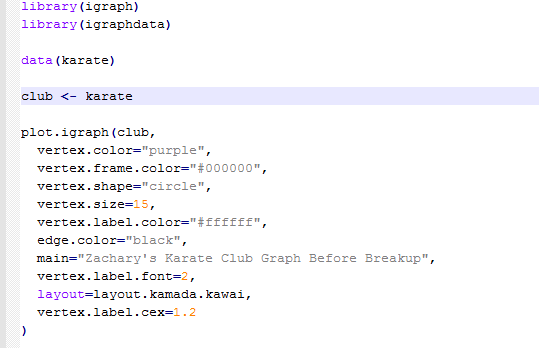 library(igraph)
library(igraphdata)
data(karate)
club <- karate
plot.igraph(club,
vertex.color="purple",
vertex.frame.color="#000000",
vertex.shape="circle",
vertex.size=15,
vertex.label.color="#ffffff",
edge.color="black",
main="Zachary's Karate Club Graph Before Breakup",
vertex.label.font=2,
layout=layout.kamada.kawai,
vertex.label.cex=1.2
)